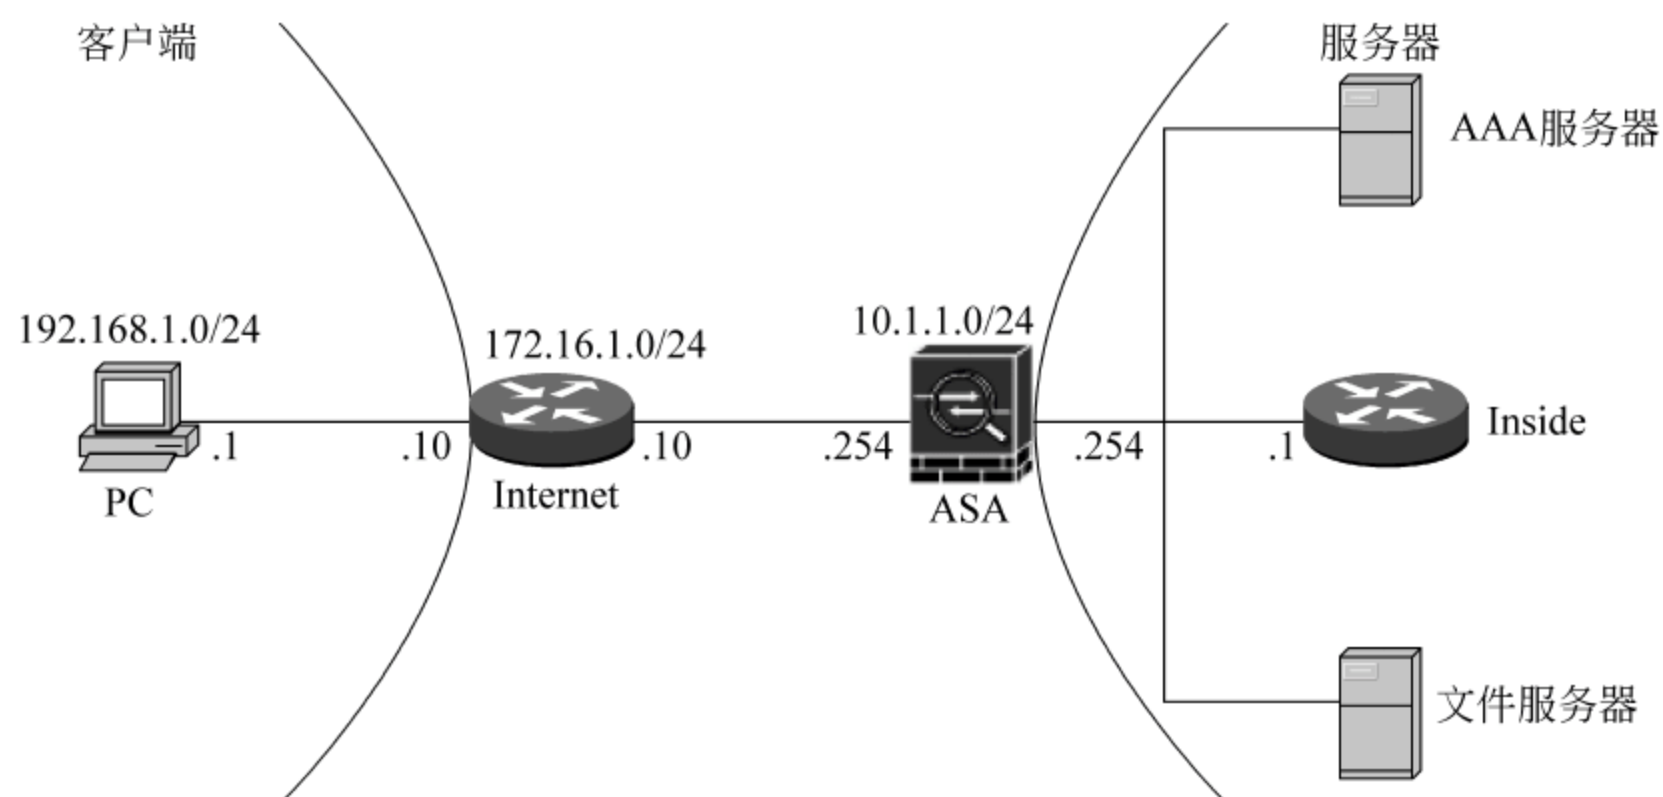 客户端
服务器
AAA服务器
192.168.1.0/24
172.16.1.0/24
10.1.1.0/24
.1
.10
.10
.254
.254
.1
Inside
PC
Internet
ASA
文件服务器